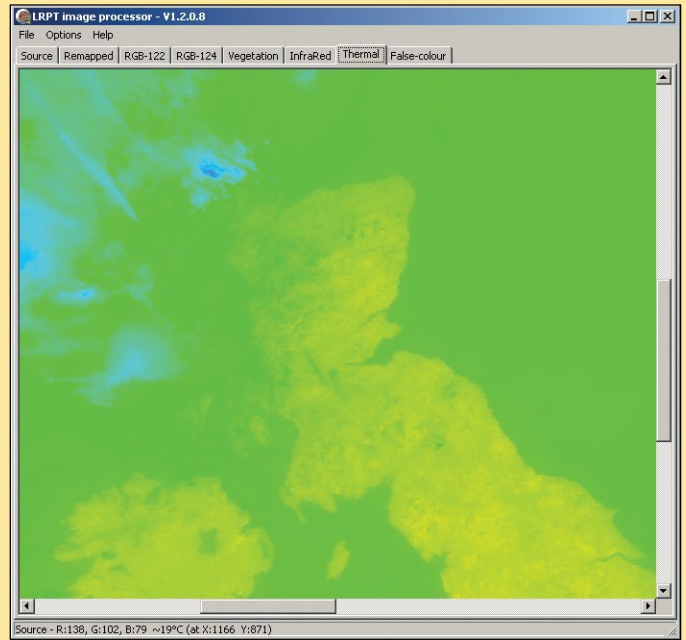 LRPT image processor - V1.2.0.8
File Options Help
Source Remapped RGB-122 RGB-124 Vegetation InfraRed Thermal False-colour
Source - R:138, G:102, B:79 ~19°C (at X:1166 Y:871)